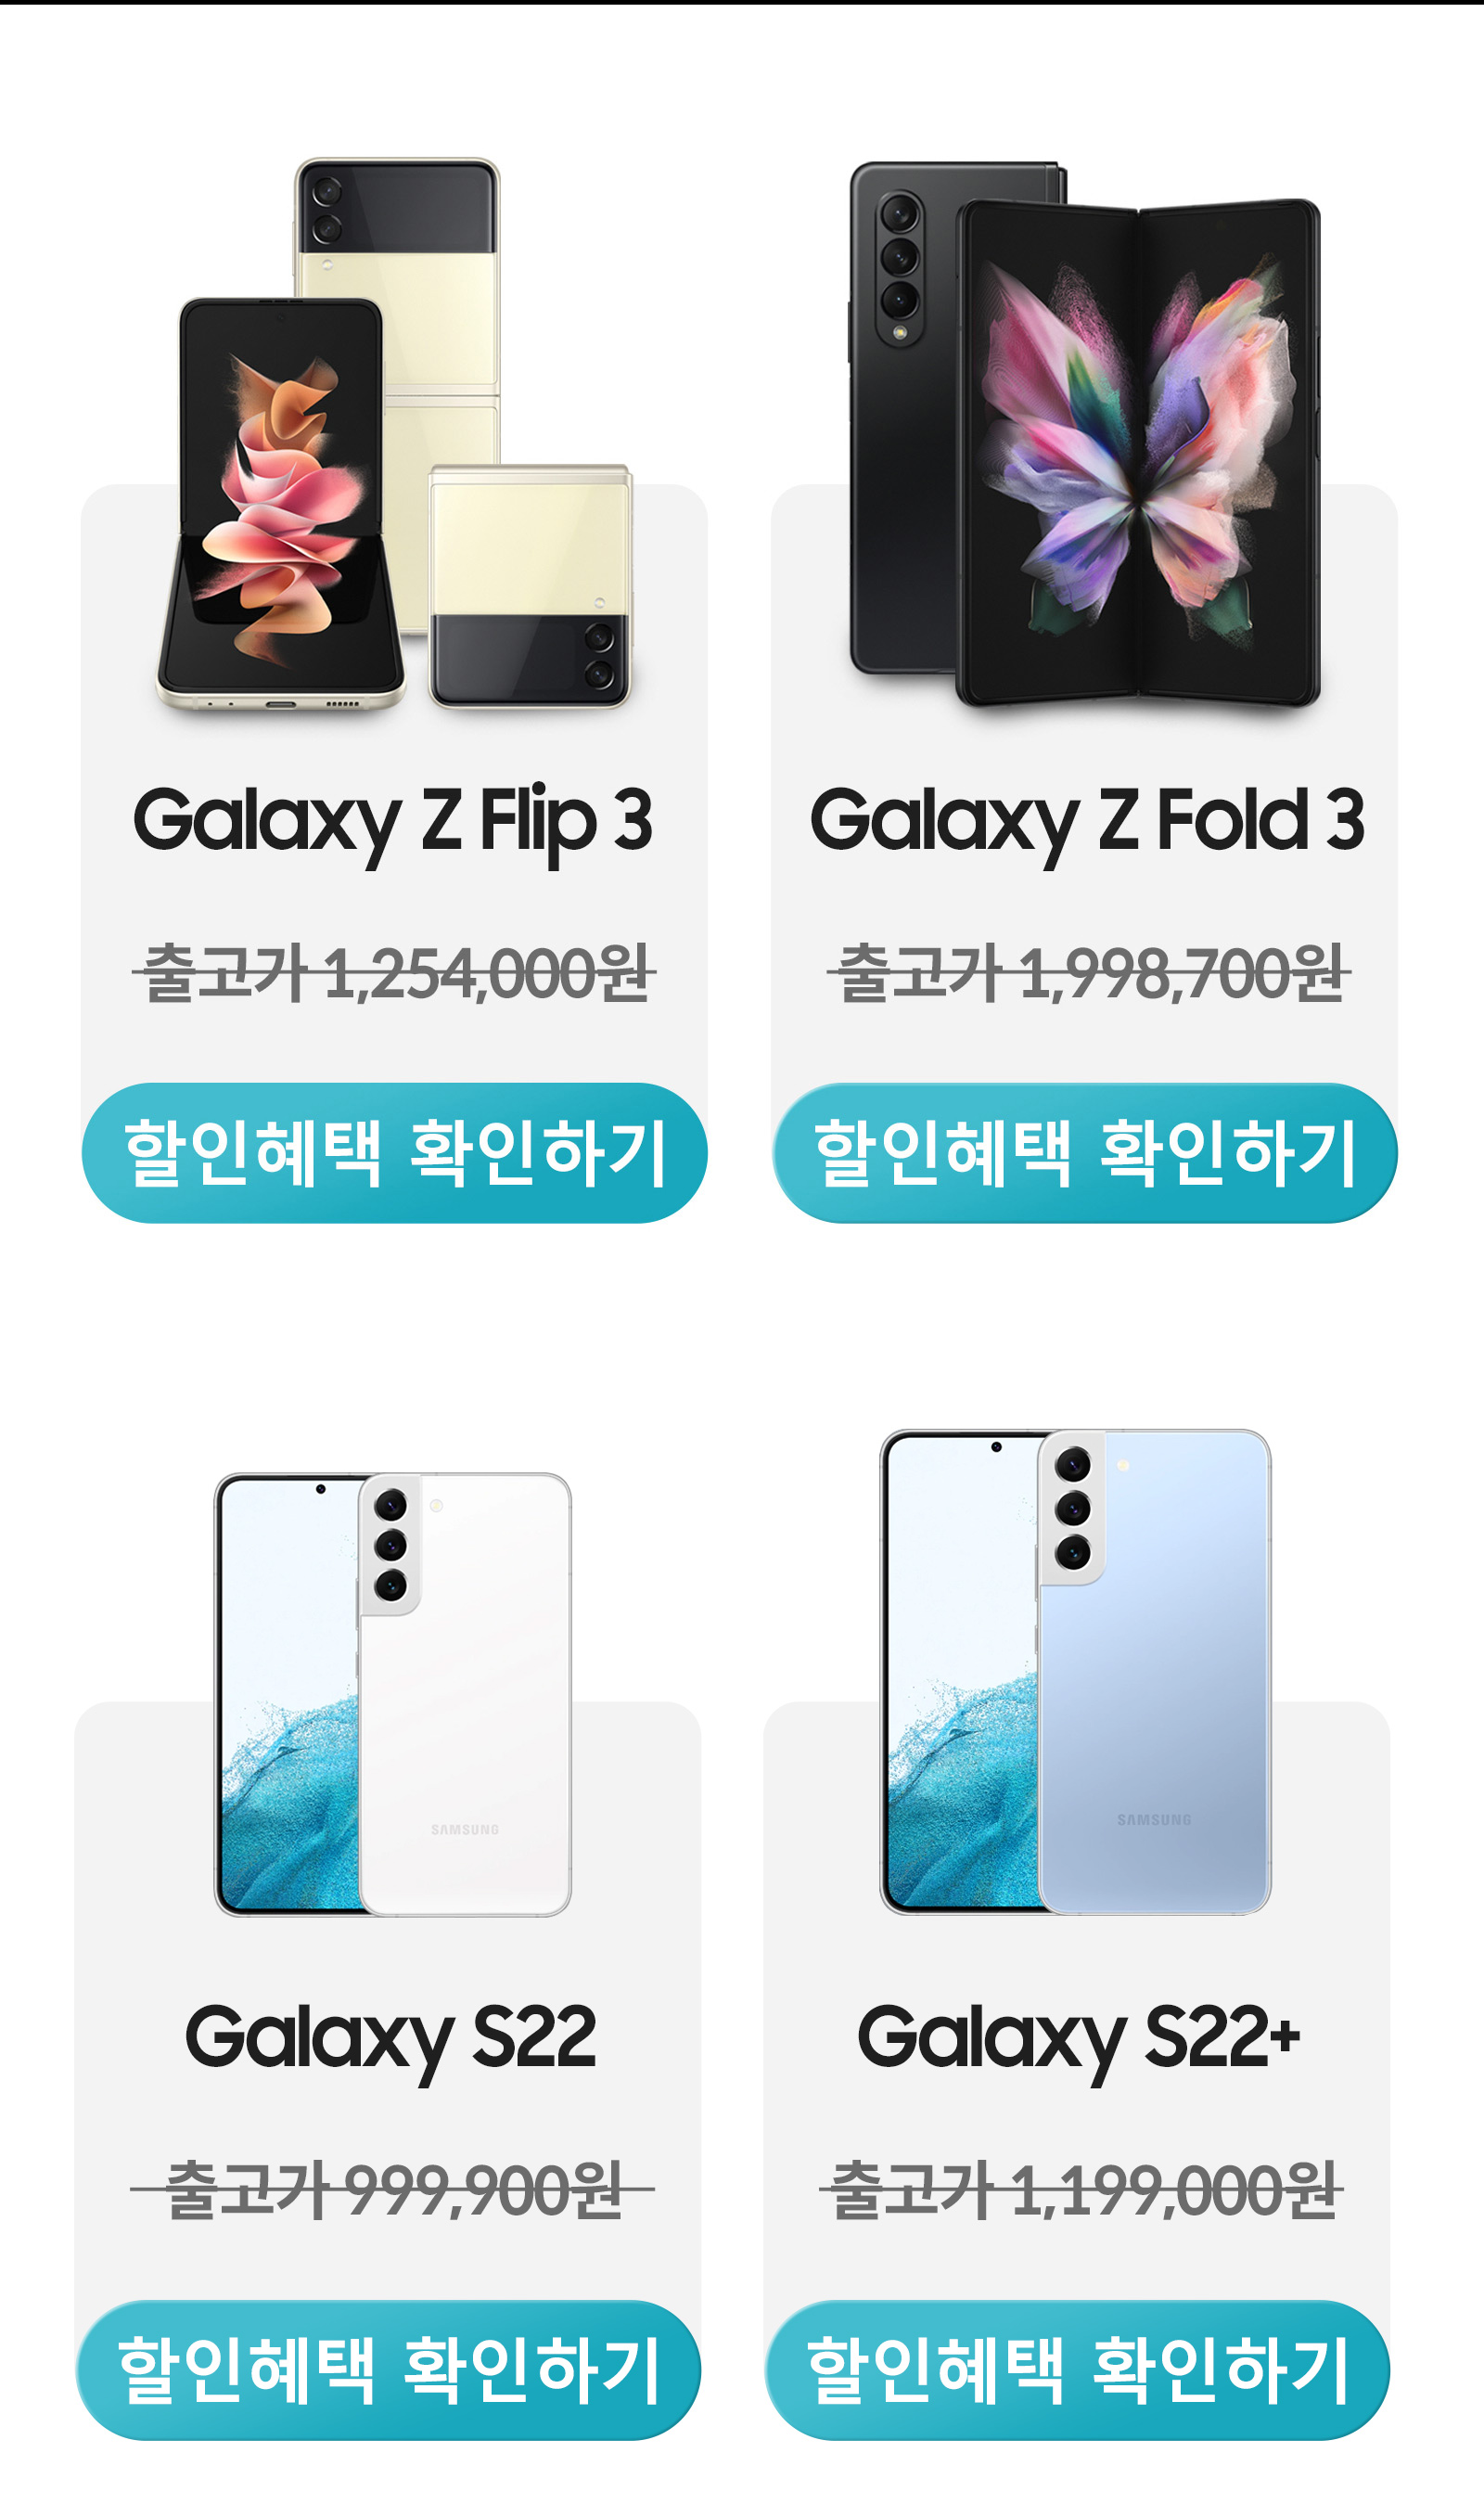 Galaxy Z Flip 3
출고가 1,254,000원
할인혜택 확인하기
Galaxy Z Fold 3
출고가 1,998,700원
할인혜택 확인하기
SAMSUNG
Galaxy S22
출고가 999,900원
할인혜택 확인하기
SAMSUNG
Galaxy S22+
출고가 1,199,000원
할인혜택 확인하기